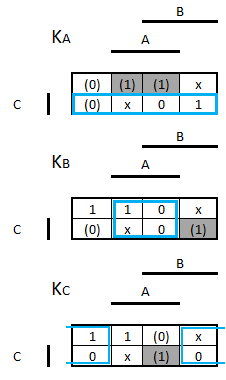 B
KA
A
(0) (1) (1) x
C (0) x 0 1
B
KB
A
1 1 0 x
C (0) x 0 (1)
B
KC
A
1 1 (0) x
C 0 x (1) 0